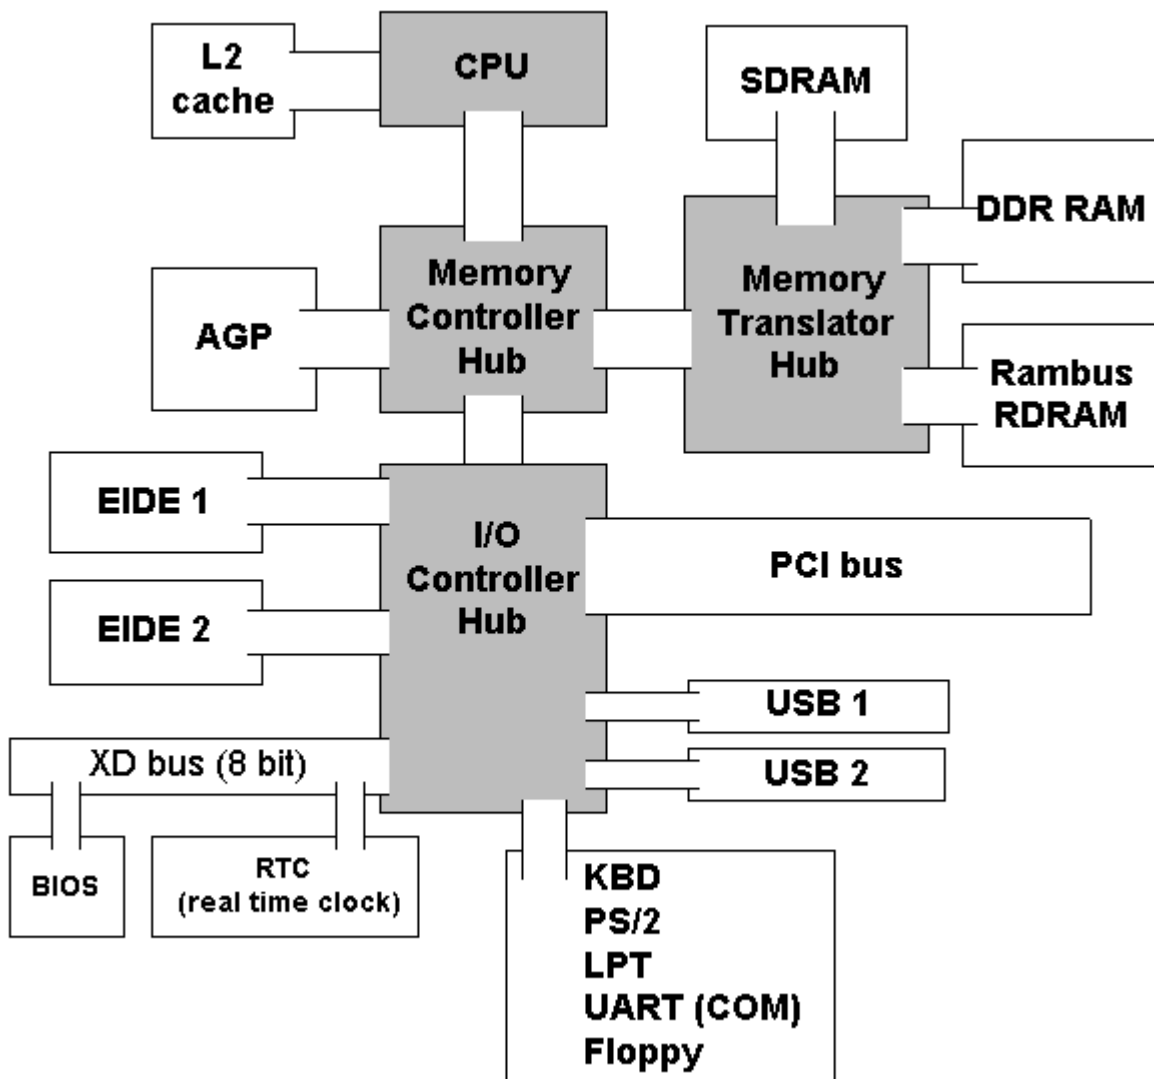 L2
cache
CPU
SDRAM
DDR RAM
Memory
Controller
Hub
Memory
Translator
Hub
AGP
Rambus
RDRAM
EIDE 1
I/O
Controller
Hub
PCI bus
EIDE 2
USB 1
XD bus (8 bit)
USB 2
BIOS
RTC
(real time clock)
KBD
PS/2
LPT
UART (COM)
Floppy